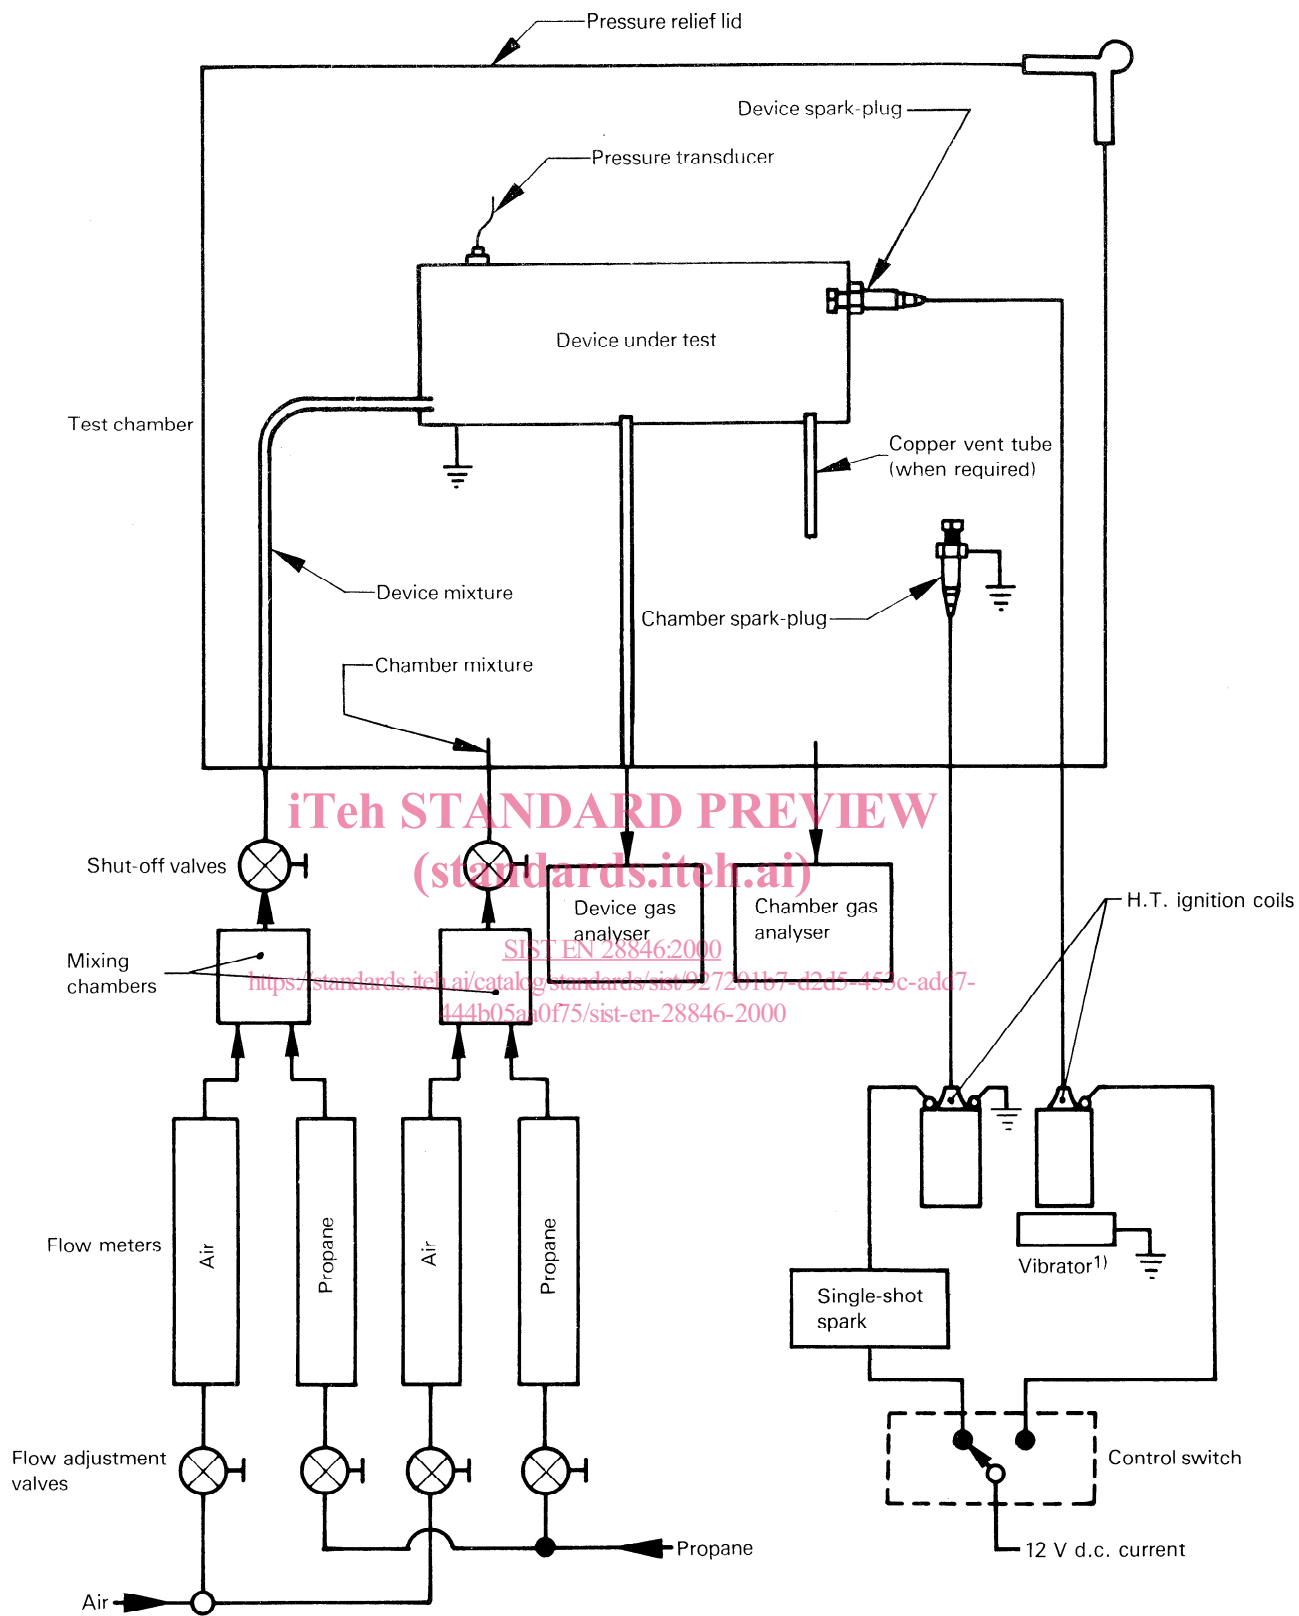 Pressure relief lid
Device spark-plug
Pressure transducer
Device under test
Test chamber
Copper vent tube
(when required)
Device mixture
Chamber spark-plug
Chamber mixture
iTeh STANDARD PREVIEW
(standards.iteh.ai)
Shut-off valves
Device gas
analyser
Chamber gas
analyser
H.T. ignition coils
SIST EN 28846:2000
https://standards.iteh.ai/catalog/standards/sist/927201b7-d2d5-453c-add7-
444b05aa0f75/sist-en-28846-2000
Mixing
chambers
Flow meters
Air
Propane
Air
Propane
Vibrator1)
Single-shot
spark
Flow adjustment
valves
Control switch
Propane
12 V d.c. current
Air